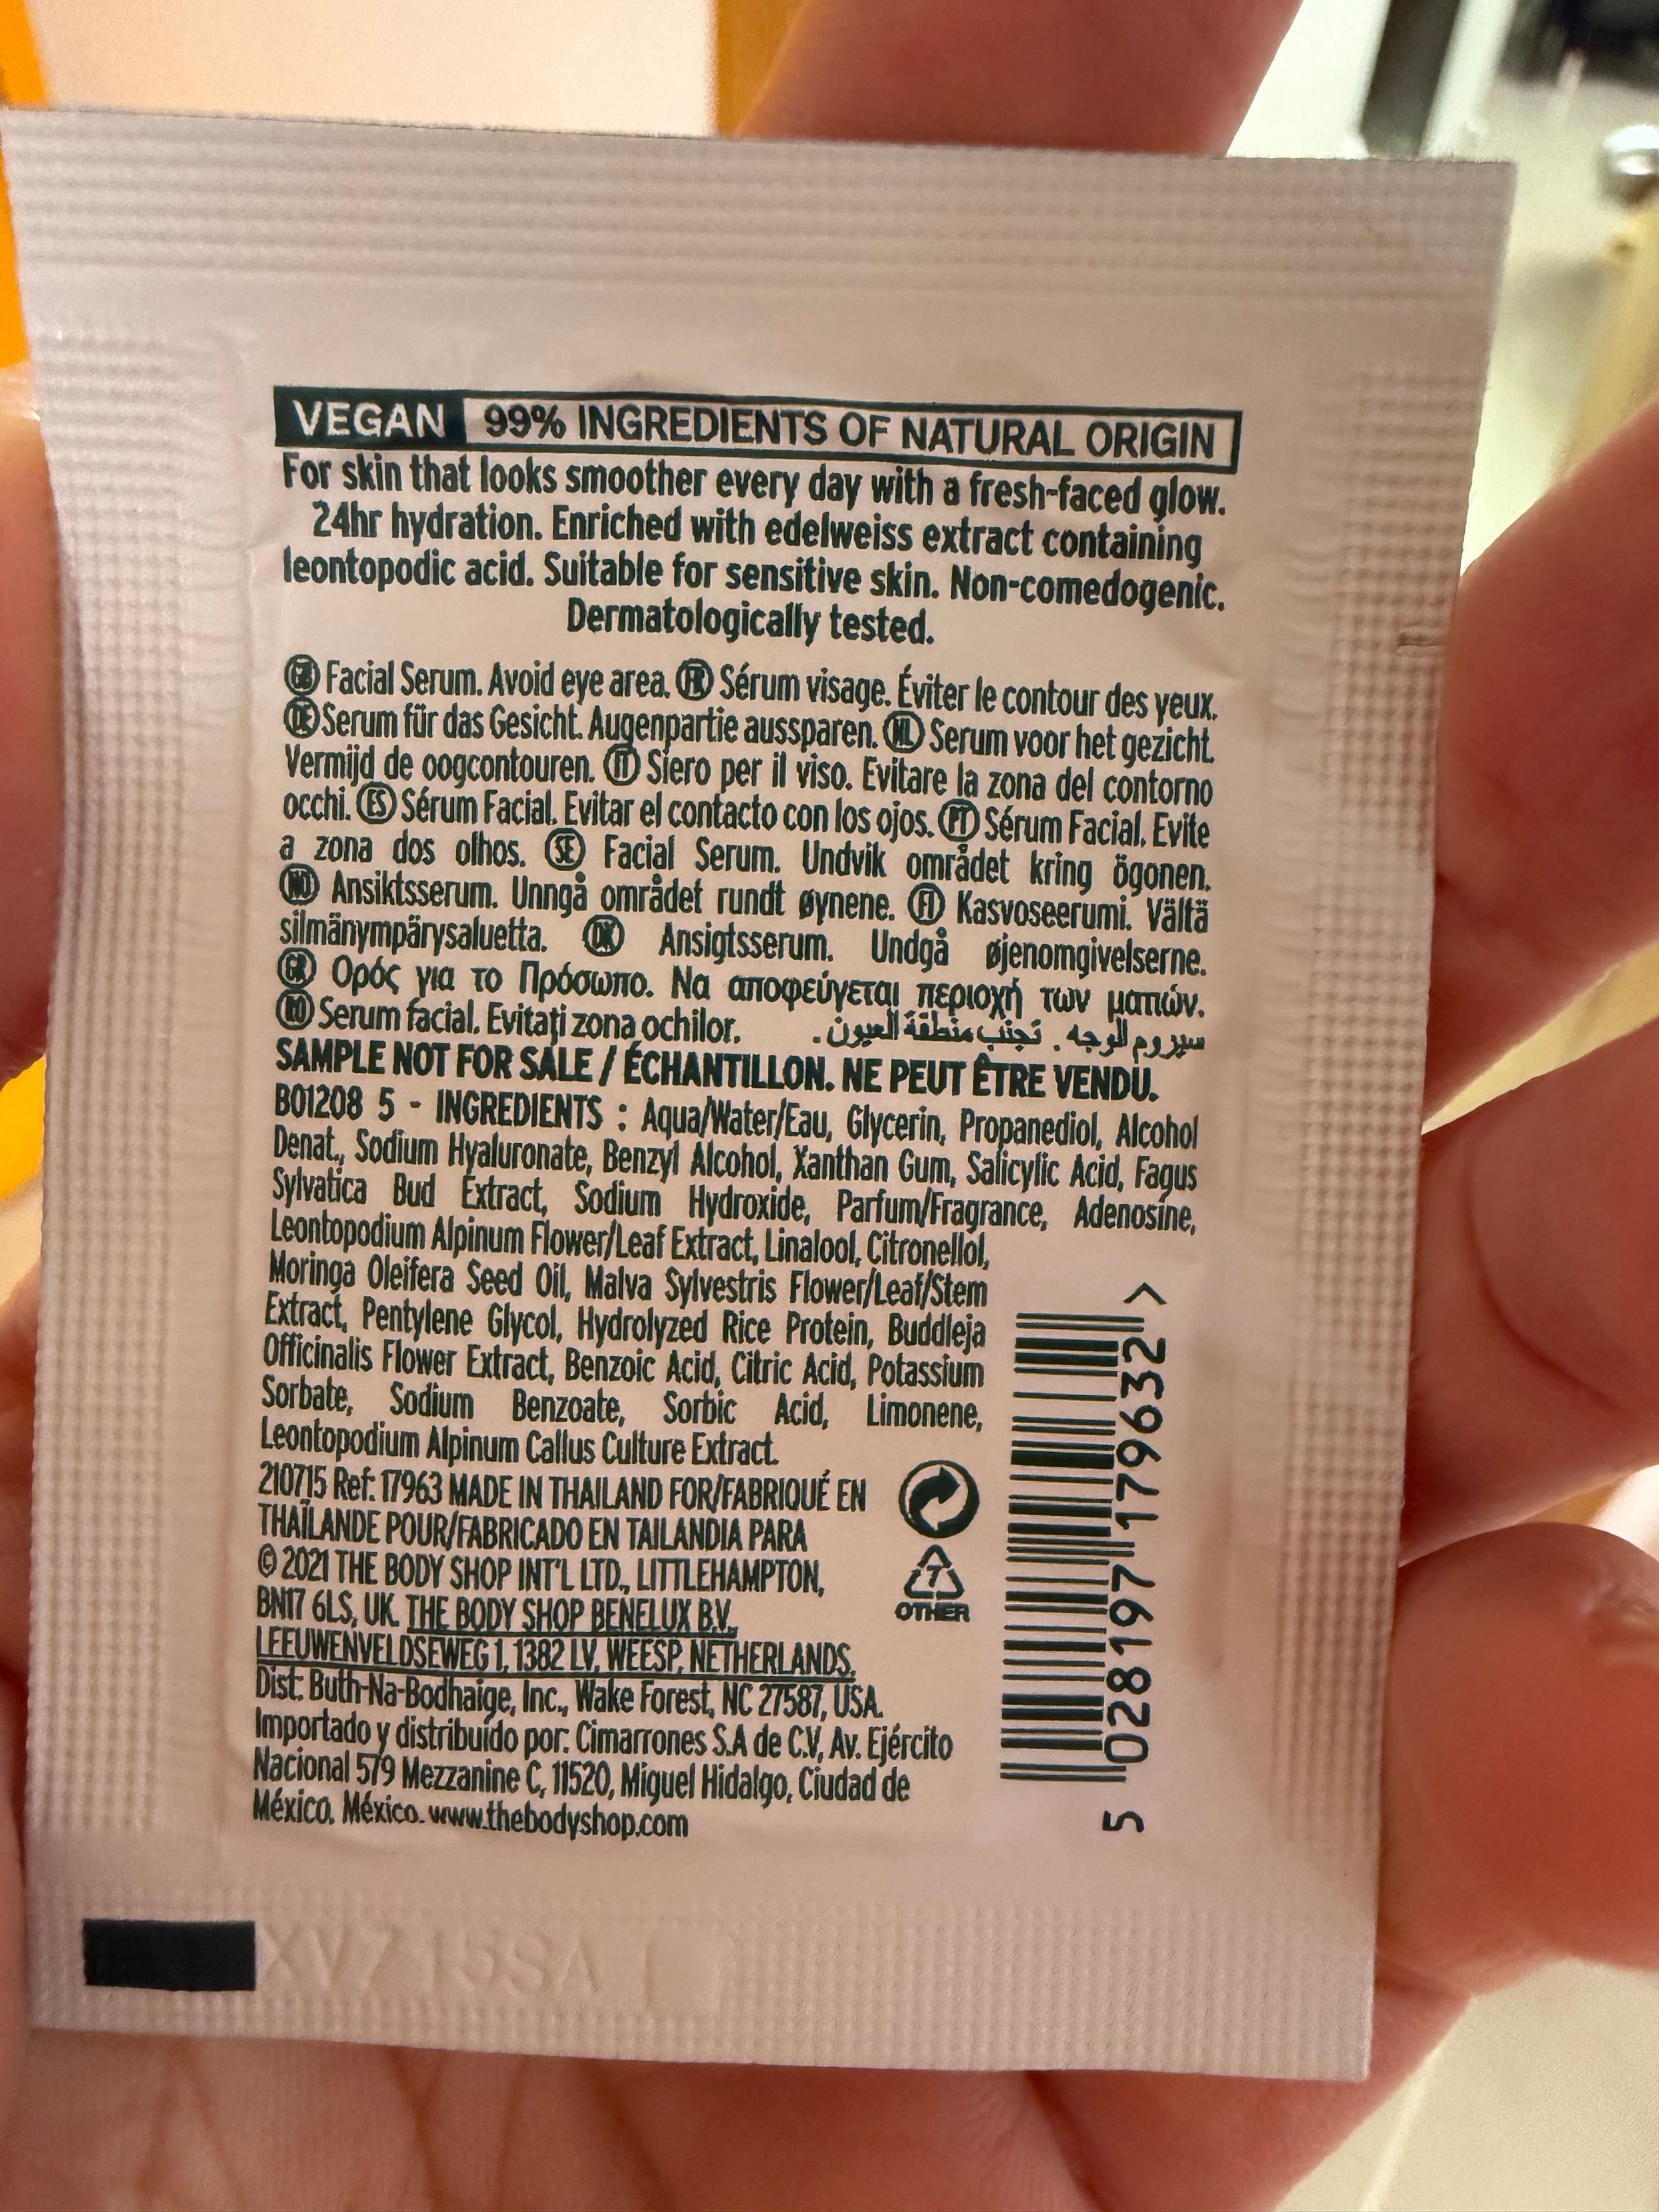 VEGAN 99% INGREDIENTS OF NATURAL ORIGIN
For skin that looks smoother every day with a fresh-faced glow.
24hr hydration. Enriched with edelweiss extract containing
leontopodic acid. Suitable for sensitive skin. Non-comedogenic.
Dermatologically tested.
GB Facial Serum. Avoid eye area. FR Sérum visage. Éviter le contour des yeux.
DE Serum für das Gesicht. Augenpartie aussparen. NL Serum voor het gezicht.
Vermijd de oogcontouren. IT Siero per il viso. Evitare la zona del contorno
occhi. ES Sérum Facial. Evitar el contacto con los ojos. PT Sérum Facial. Evite
a zona dos olhos. SE Facial Serum. Undvik området kring ögonen.
NO Ansiktsserum. Unngå området rundt øynene. FI Kasvoseerumi. Vältä
silmänympärysaluetta. DK Ansigtsserum. Undgå øjenomgivelserne.
GR Ορός για το Πρόσωπο. Να αποφεύγεται περιοχή των ματιών.
RO Serum facial. Evitați zona ochilor. سيروم للوجه. تجنب منطقة العيون.
SAMPLE NOT FOR SALE / ÉCHANTILLON. NE PEUT ÊTRE VENDU.
B01208 5 - INGREDIENTS : Aqua/Water/Eau, Glycerin, Propanediol, Alcohol
Denat., Sodium Hyaluronate, Benzyl Alcohol, Xanthan Gum, Salicylic Acid, Fagus
Sylvatica Bud Extract, Sodium Hydroxide, Parfum/Fragrance, Adenosine,
Leontopodium Alpinum Flower/Leaf Extract, Linalool, Citronellol,
Moringa Oleifera Seed Oil, Malva Sylvestris Flower/Leaf/Stem
Extract, Pentylene Glycol, Hydrolyzed Rice Protein, Buddleja
Officinalis Flower Extract, Benzoic Acid, Citric Acid, Potassium
Sorbate, Sodium Benzoate, Sorbic Acid, Limonene,
Leontopodium Alpinum Callus Culture Extract.
210715 Ref: 17963 MADE IN THAILAND FOR/FABRIQUÉ EN
THAÏLANDE POUR/FABRICADO EN TAILANDIA PARA
© 2021 THE BODY SHOP INT'L LTD., LITTLEHAMPTON,
BN17 6LS, UK. THE BODY SHOP BENELUX B.V.,
LEEUWENVELDSEWEG 1, 1382 LV, WEESP, NETHERLANDS.
Dist: Buth-Na-Bodhaige, Inc., Wake Forest, NC 27587, USA.
Importado y distribuido por: Cimarrones S.A de C.V, Av. Ejército
Nacional 579 Mezzanine C, 11520, Miguel Hidalgo, Ciudad de
México, México. www.thebodyshop.com
7
OTHER
5 028197 179632 >